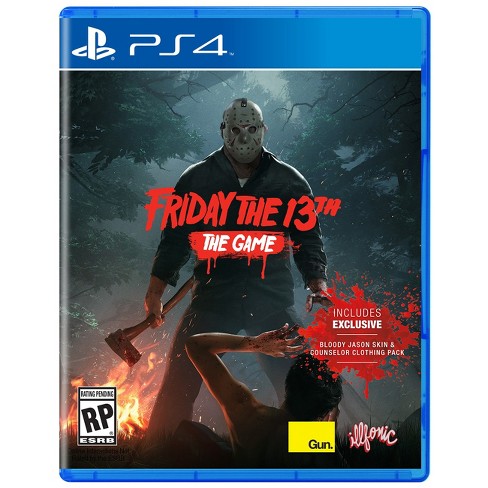 PS4
FRIDAY THE 13TH
THE GAME
INCLUDES
EXCLUSIVE
BLOODY JASON SKIN &
COUNSELOR CLOTHING PACK
RATING PENDING
RP
ESRB
Gun.
illfonic